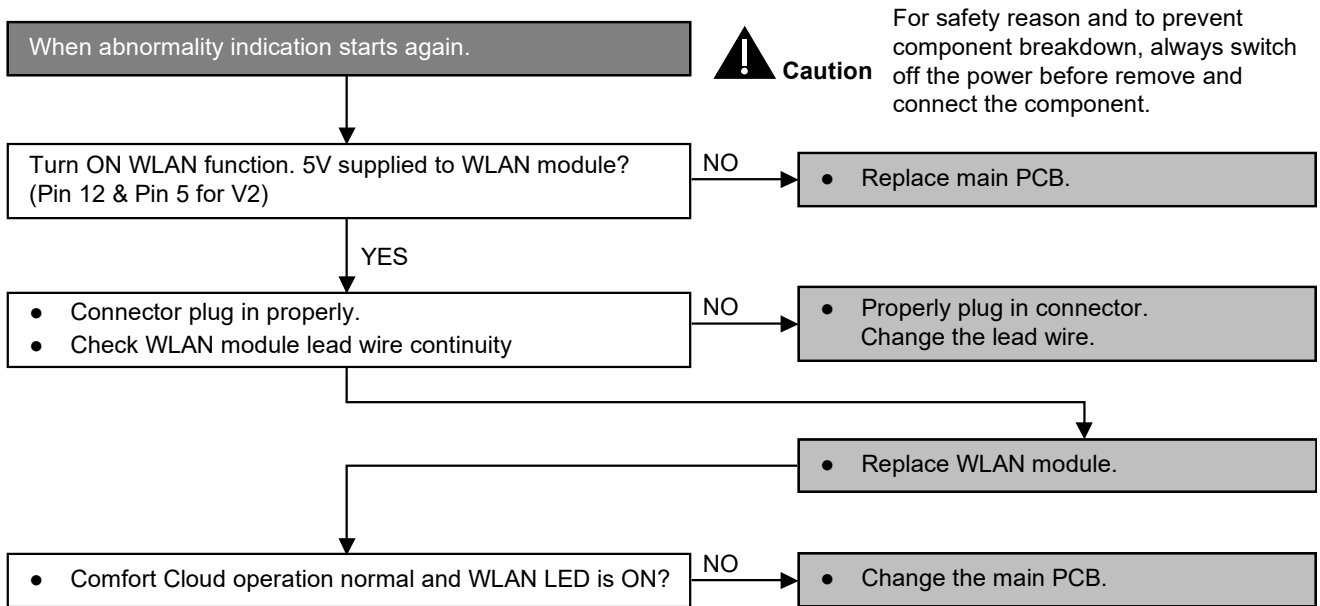 When abnormality indication starts again.
Caution
For safety reason and to prevent
component breakdown, always switch
off the power before remove and
connect the component.
Turn ON WLAN function. 5V supplied to WLAN module?
(Pin 12 & Pin 5 for V2)
NO
● Replace main PCB.
YES
● Connector plug in properly.
● Check WLAN module lead wire continuity
NO
● Properly plug in connector.
Change the lead wire.
● Replace WLAN module.
● Comfort Cloud operation normal and WLAN LED is ON?
NO
● Change the main PCB.